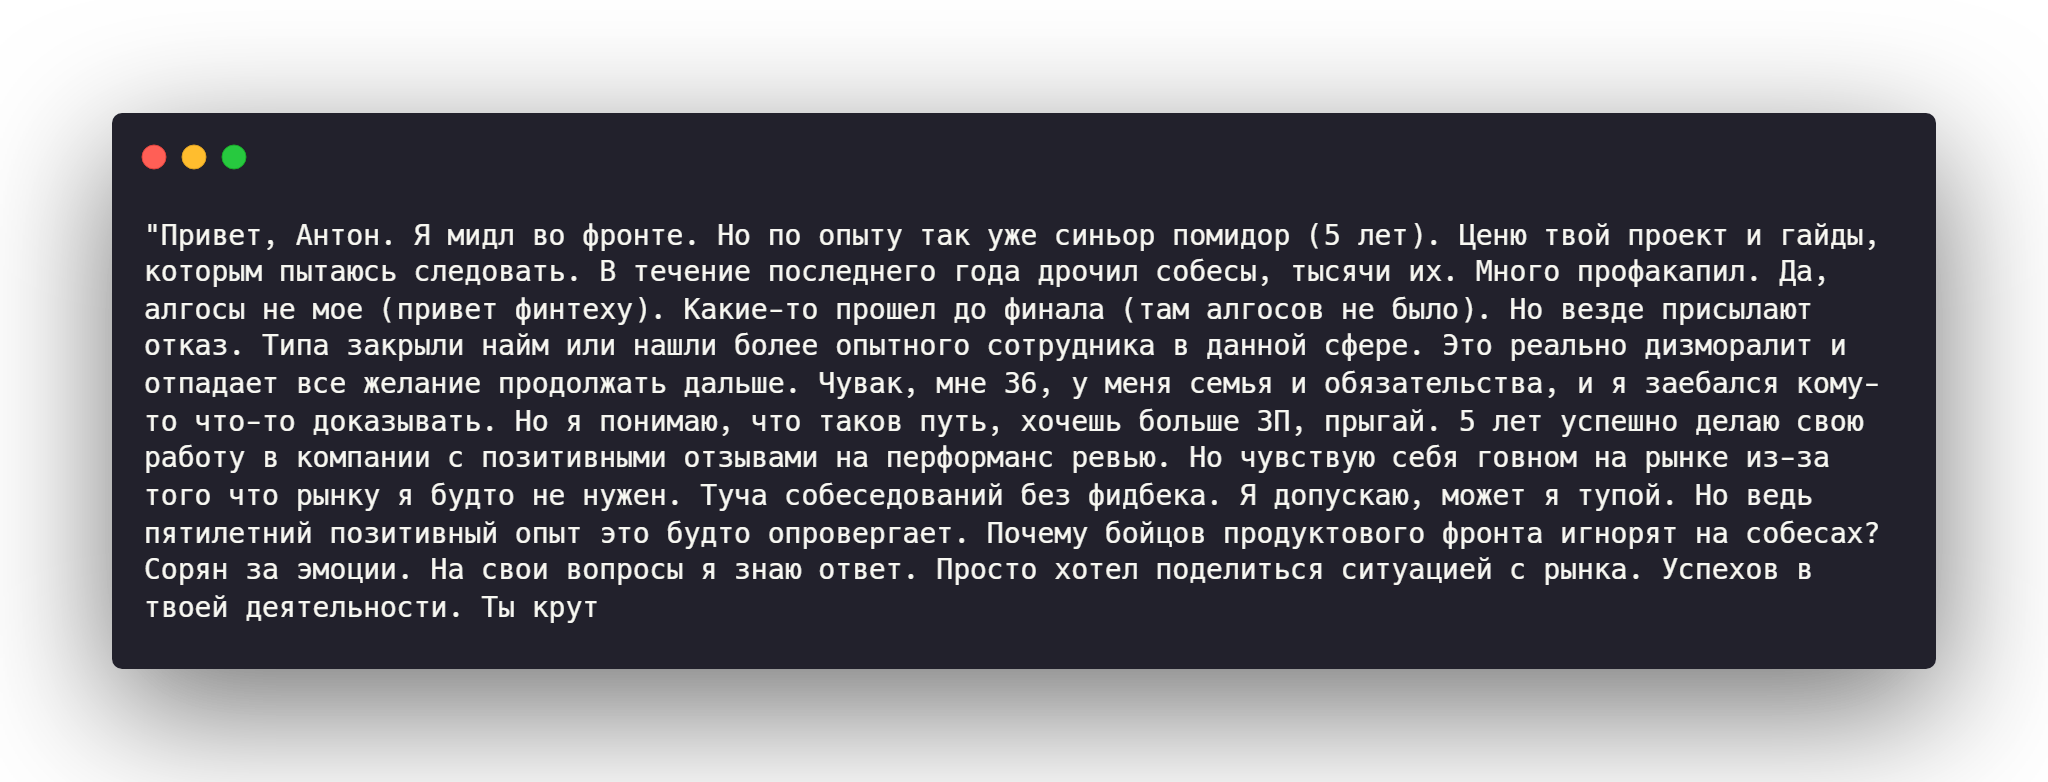 "Привет, Антон. Я мидл во фронте. Но по опыту так уже синьор помидор (5 лет). Ценю твой проект и гайды,
которым пытаюсь следовать. В течение последнего года дрочил собесы, тысячи их. Много профакапил. Да,
алгосы не мое (привет финтеху). Какие-то прошел до финала (там алгосов не было). Но везде присылают
отказ. Типа закрыли найм или нашли более опытного сотрудника в данной сфере. Это реально дизморалит и
отпадает все желание продолжать дальше. Чувак, мне 36, у меня семья и обязательства, и я заебался кому-
то что-то доказывать. Но я понимаю, что таков путь, хочешь больше ЗП, прыгай. 5 лет успешно делаю свою
работу в компании с позитивными отзывами на перформанс ревью. Но чувствую себя говном на рынке из-за
того что рынку я будто не нужен. Туча собеседований без фидбека. Я допускаю, может я тупой. Но ведь
пятилетний позитивный опыт это будто опровергает. Почему бойцов продуктового фронта игнорят на собесах?
Сорян за эмоции. На свои вопросы я знаю ответ. Просто хотел поделиться ситуацией с рынка. Успехов в
твоей деятельности. Ты крут